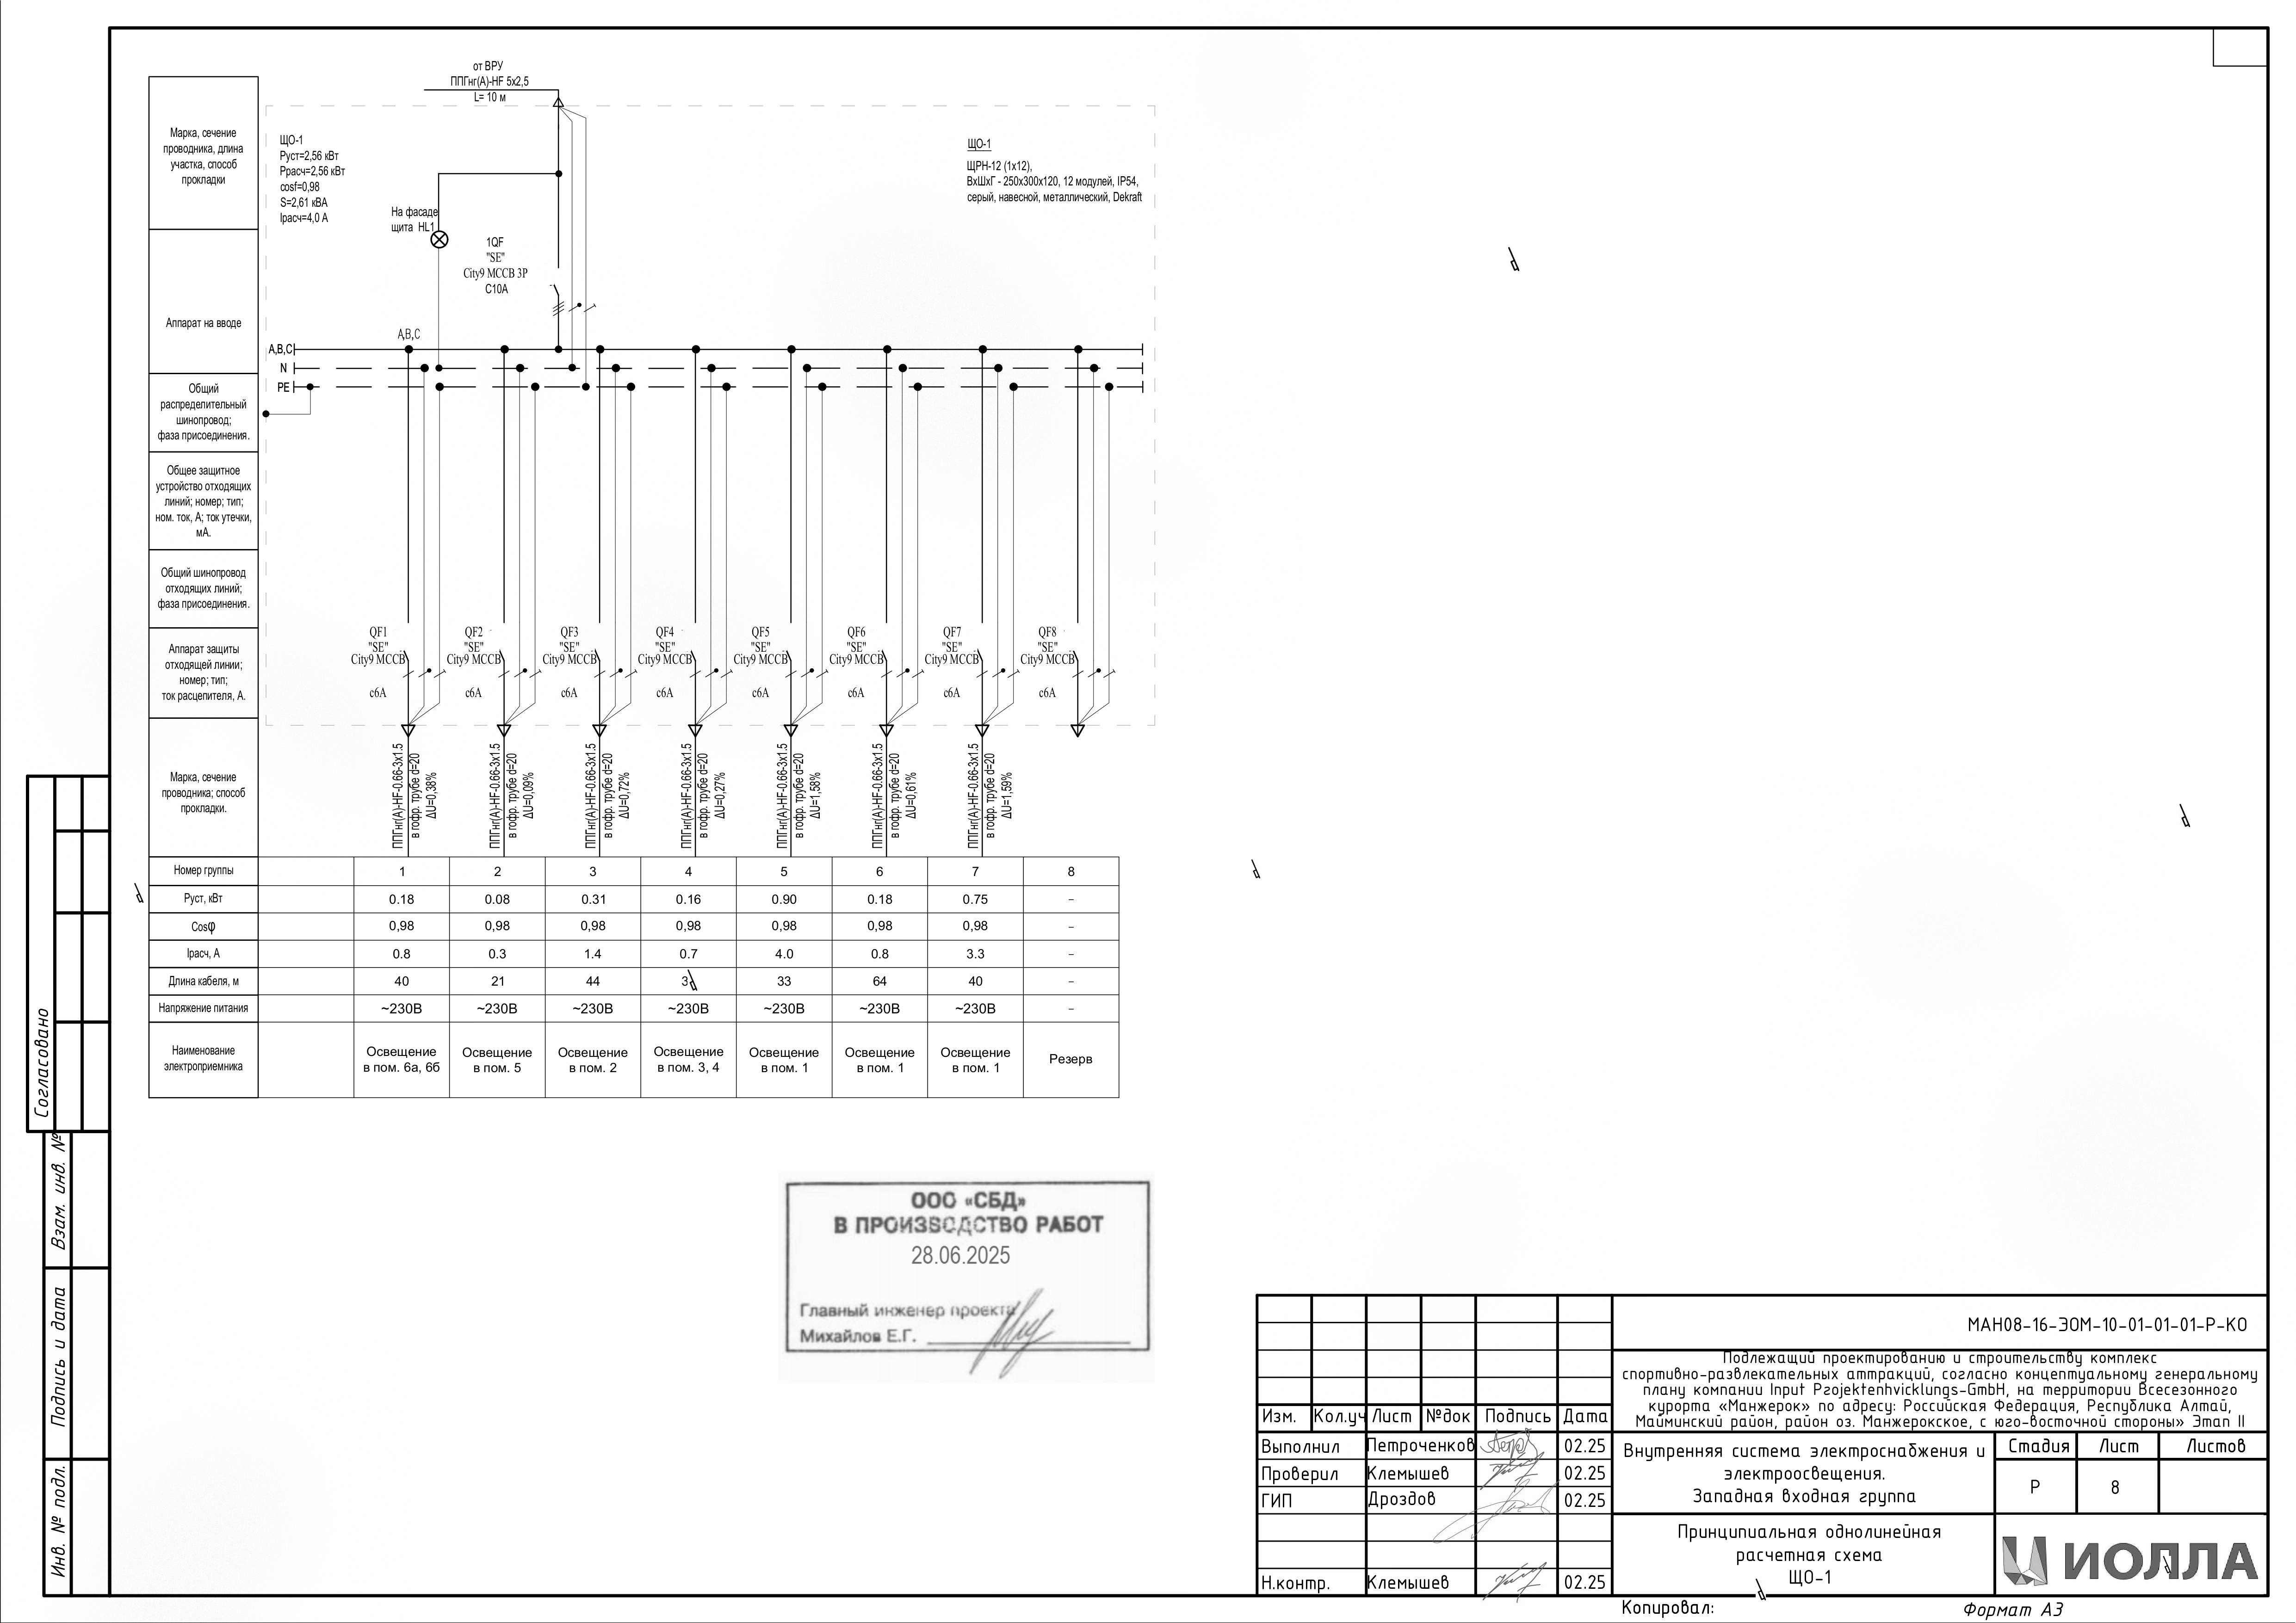 от ВРУ
ППГнг(А)-HF 5х2,5
L= 10 м
ЩО-1
Руст=2,56 кВт
Ррасч=2,56 кВт
cosf=0,98
S=2,61 кВА
Iрасч=4,0 А
ЩО-1
ЩРН-12 (1х12),
ВхШхГ - 250х300х120, 12 модулей, IP54,
серый, навесной, металлический, Dekraft
На фасаде
щита HL1
1QF
"SE"
City9 MCCB 3P
C10A
А,В,С
А,В,С
N
PE
Марка, сечение
проводника, длина
участка, способ
прокладки
Аппарат на вводе
Общий
распределительный
шинопровод;
фаза присоединения.
Общее защитное
устройство отходящих
линий; номер; тип;
ном. ток, А; ток утечки,
мА.
Общий шинопровод
отходящих линий;
фаза присоединения.
Аппарат защиты
отходящей линии;
номер; тип;
ток расцепителя, А.
QF1 QF2 QF3 QF4 QF5 QF6 QF7 QF8
"SE" "SE" "SE" "SE" "SE" "SE" "SE" "SE"
City9 MCCB City9 MCCB City9 MCCB City9 MCCB City9 MCCB City9 MCCB City9 MCCB City9 MCCB
c6A c6A c6A c6A c6A c6A c6A c6A
Марка, сечение
проводника; способ
прокладки.
ППГнг(А)-HF-0.66-3х1.5
в гофр. трубе d=20
ΔU=0,38%
ППГнг(А)-HF-0.66-3х1.5
в гофр. трубе d=20
ΔU=0,09%
ППГнг(А)-HF-0.66-3х1.5
в гофр. трубе d=20
ΔU=0,72%
ППГнг(А)-HF-0.66-3х1.5
в гофр. трубе d=20
ΔU=0,27%
ППГнг(А)-HF-0.66-3х1.5
в гофр. трубе d=20
ΔU=1,58%
ППГнг(А)-HF-0.66-3х1.5
в гофр. трубе d=20
ΔU=0,61%
ППГнг(А)-HF-0.66-3х1.5
в гофр. трубе d=20
ΔU=1,59%
Номер группы 1 2 3 4 5 6 7 8
Руст, кВт 0.18 0.08 0.31 0.16 0.90 0.18 0.75 –
Cosφ 0,98 0,98 0,98 0,98 0,98 0,98 0,98 –
Iрасч, А 0.8 0.3 1.4 0.7 4.0 0.8 3.3 –
Длина кабеля, м 40 21 44 33 64 40 –
Напряжение питания ~230В ~230В ~230В ~230В ~230В ~230В ~230В –
Наименование
электроприемника
Освещение
в пом. 6а, 6б
Освещение
в пом. 5
Освещение
в пом. 2
Освещение
в пом. 3, 4
Освещение
в пом. 1
Освещение
в пом. 1
Освещение
в пом. 1
Резерв
ООО «СБД»
В ПРОИЗВОДСТВО РАБОТ
28.06.2025
Главный инженер проекта
Михайлов Е.Г.
Согласовано
Взам. инв. №
Подпись и дата
Инв. № подл.
МАН08-16-ЭОМ-10-01-01-01-Р-КО
Подлежащий проектированию и строительству комплекс
спортивно-развлекательных аттракций, согласно концептуальному генеральному
плану компании Input Projektenhvicklungs-GmbH, на территории Всесезонного
курорта «Манжерок» по адресу: Российская Федерация, Республика Алтай,
Майминский район, район оз. Манжерокское, с юго-восточной стороны» Этап II
Изм. Кол.уч Лист №док Подпись Дата
Выполнил Петроченков 02.25
Проверил Клемышев 02.25
ГИП Дроздов 02.25
Н.контр. Клемышев 02.25
Внутренняя система электроснабжения и
электроосвещения.
Западная входная группа
Стадия Лист Листов
Р 8
Принципиальная однолинейная
расчетная схема
ЩО-1
ИОЛЛА
Копировал:
Формат А3